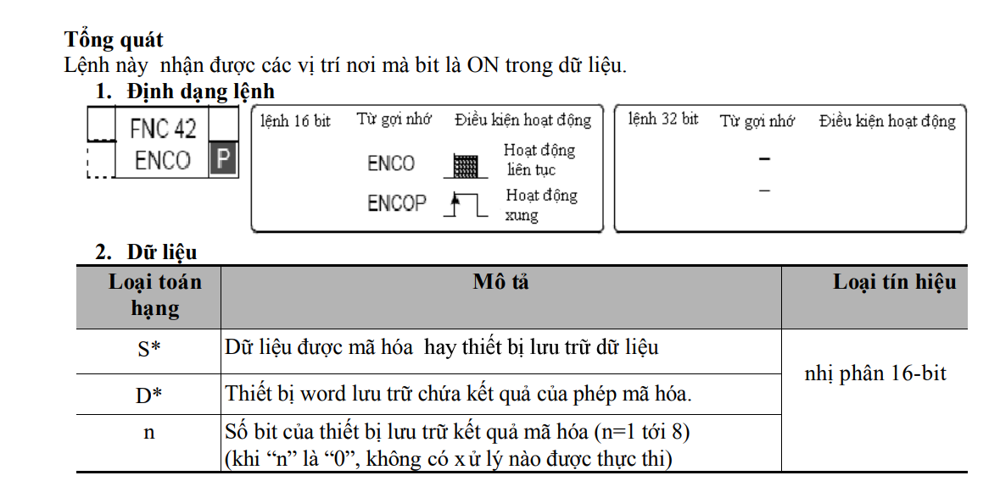 Tổng quát
Lệnh này nhận được các vị trí nơi mà bit là ON trong dữ liệu.
1. Định dạng lệnh
FNC 42
ENCO P
lệnh 16 bit Từ gợi nhớ Điều kiện hoạt động
ENCO Hoạt động
liên tục
ENCOP Hoạt động
xung
lệnh 32 bit Từ gợi nhớ Điều kiện hoạt động
–
–
2. Dữ liệu
Loại toán
hạng
Mô tả
Loại tín hiệu
S*
Dữ liệu được mã hóa hay thiết bị lưu trữ dữ liệu
nhị phân 16-bit
D*
Thiết bị word lưu trữ chứa kết quả của phép mã hóa.
n
Số bit của thiết bị lưu trữ kết quả mã hóa (n=1 tới 8)
(khi “n” là “0”, không có xử lý nào được thực thi)